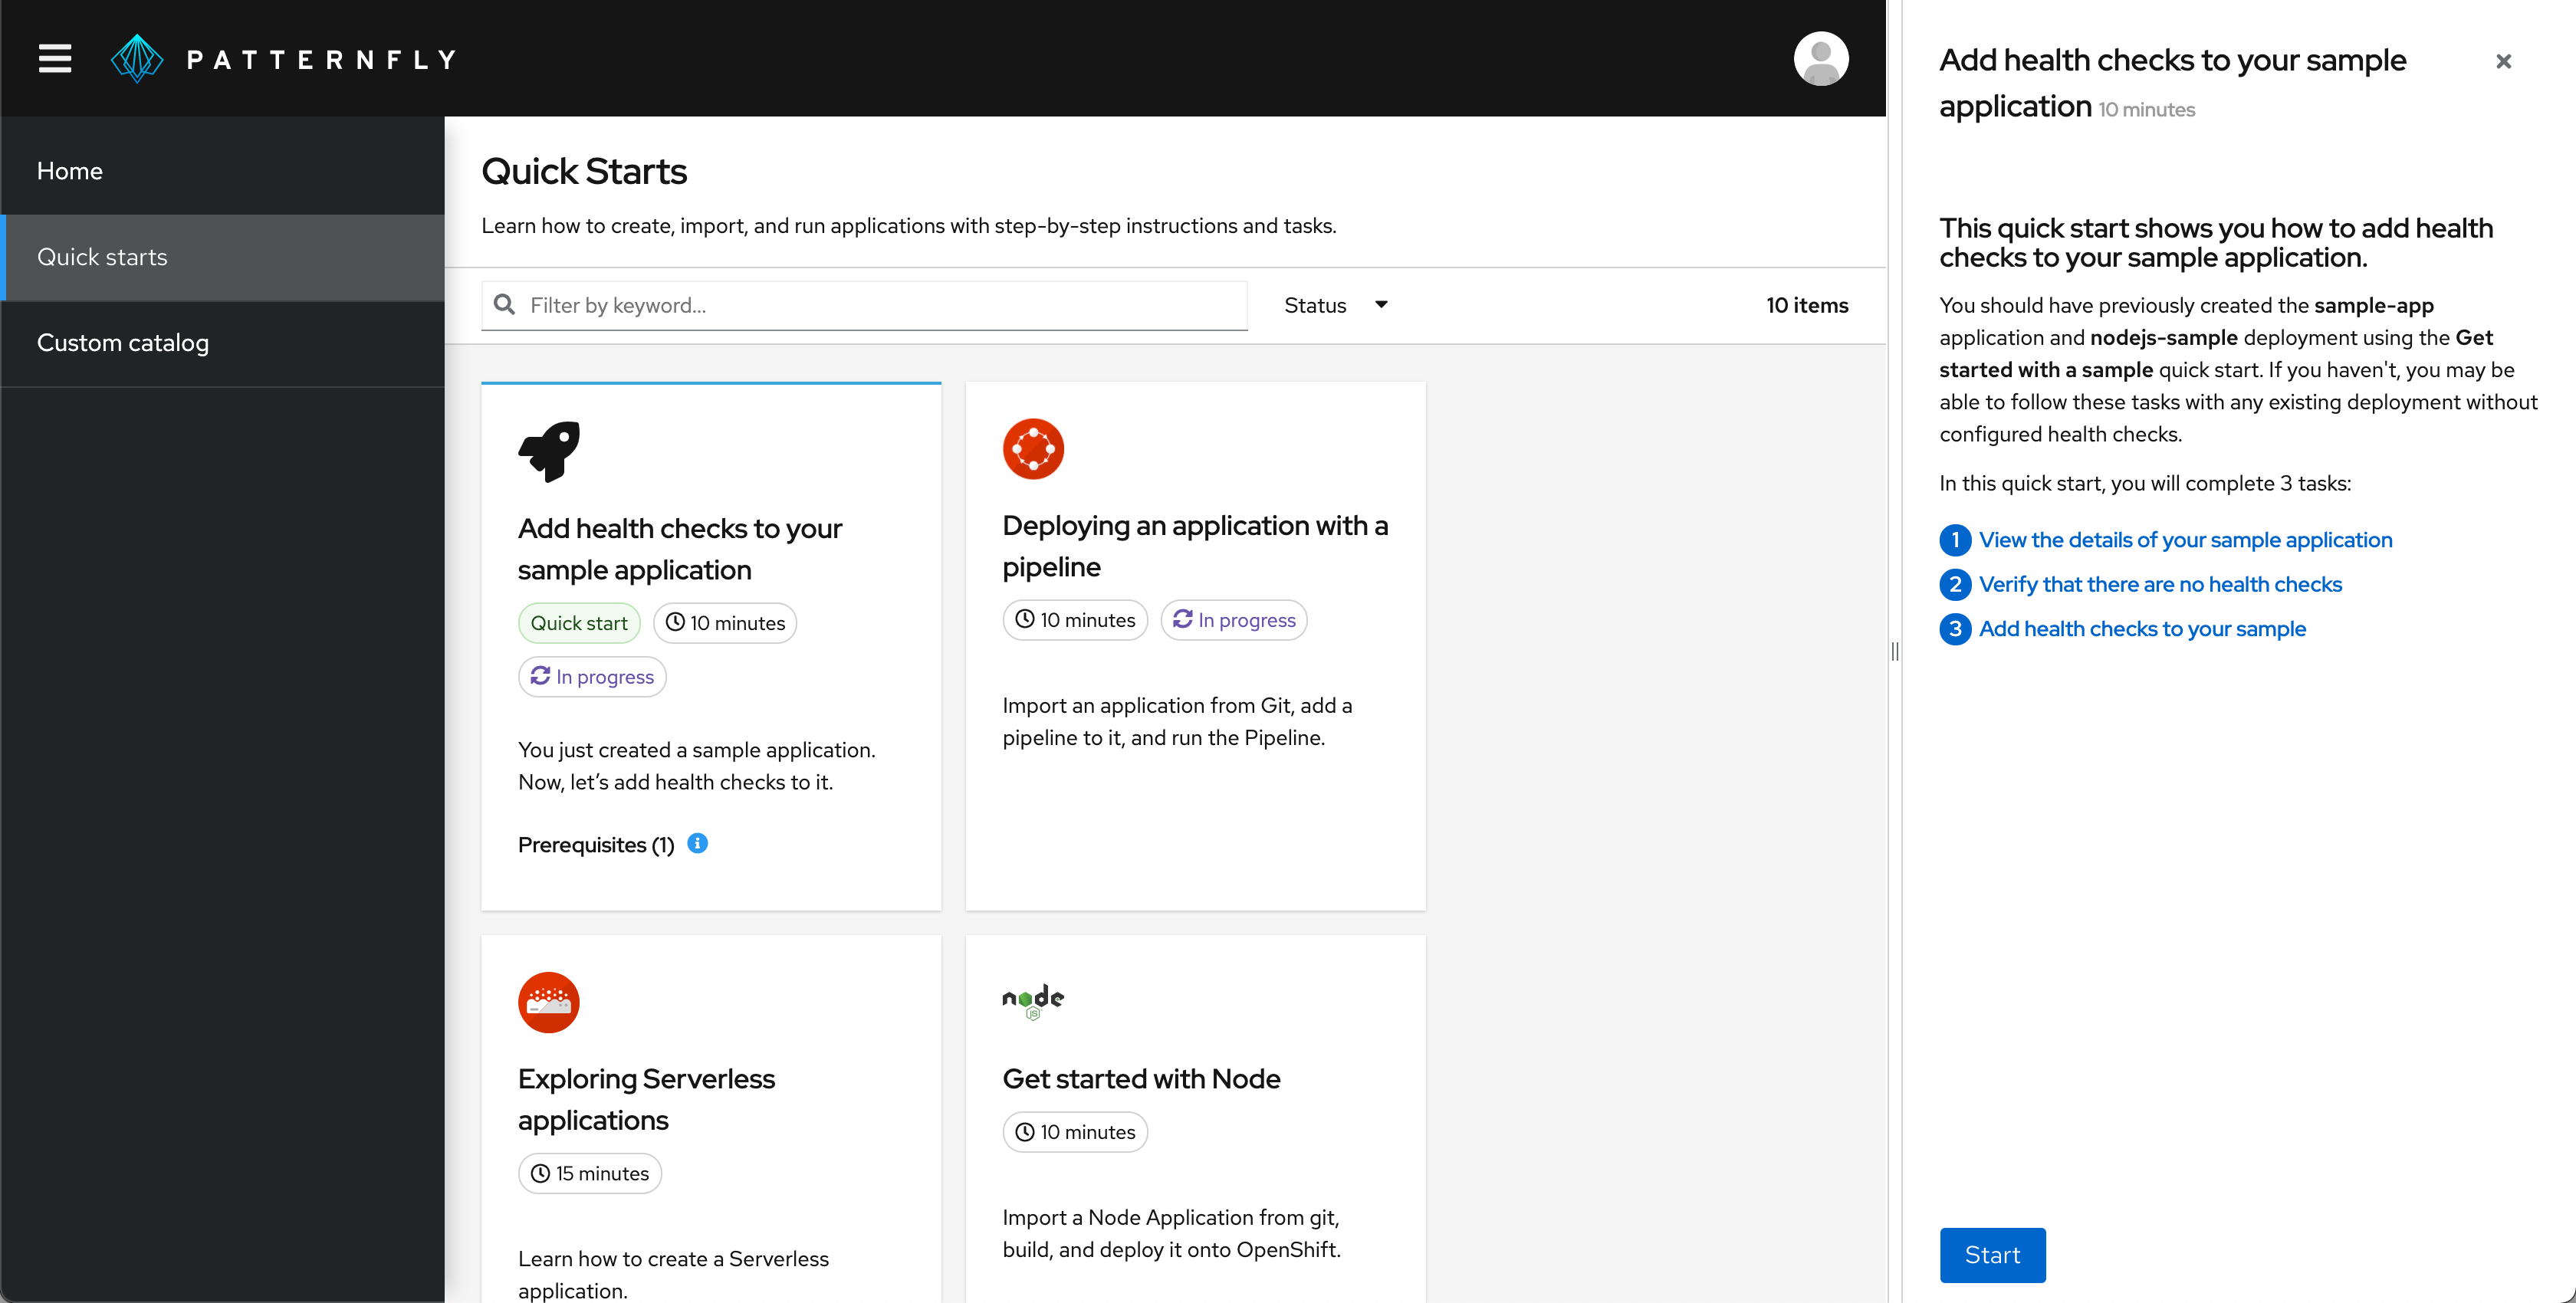 PATTERNFLY
Home
Quick starts
Custom catalog
Quick Starts
Learn how to create, import, and run applications with step-by-step instructions and tasks.
Filter by keyword...
Status
10 items
Add health checks to your
sample application
Quick start
10 minutes
In progress
You just created a sample application.
Now, let’s add health checks to it.
Prerequisites (1)
Deploying an application with a
pipeline
10 minutes
In progress
Import an application from Git, add a
pipeline to it, and run the Pipeline.
Exploring Serverless
applications
15 minutes
Learn how to create a Serverless
application.
node
JS
Get started with Node
10 minutes
Import a Node Application from git,
build, and deploy it onto OpenShift.
Add health checks to your sample
application 10 minutes
This quick start shows you how to add health
checks to your sample application.
You should have previously created the sample-app
application and nodejs-sample deployment using the Get
started with a sample quick start. If you haven't, you may be
able to follow these tasks with any existing deployment without
configured health checks.
In this quick start, you will complete 3 tasks:
1 View the details of your sample application
2 Verify that there are no health checks
3 Add health checks to your sample
Start